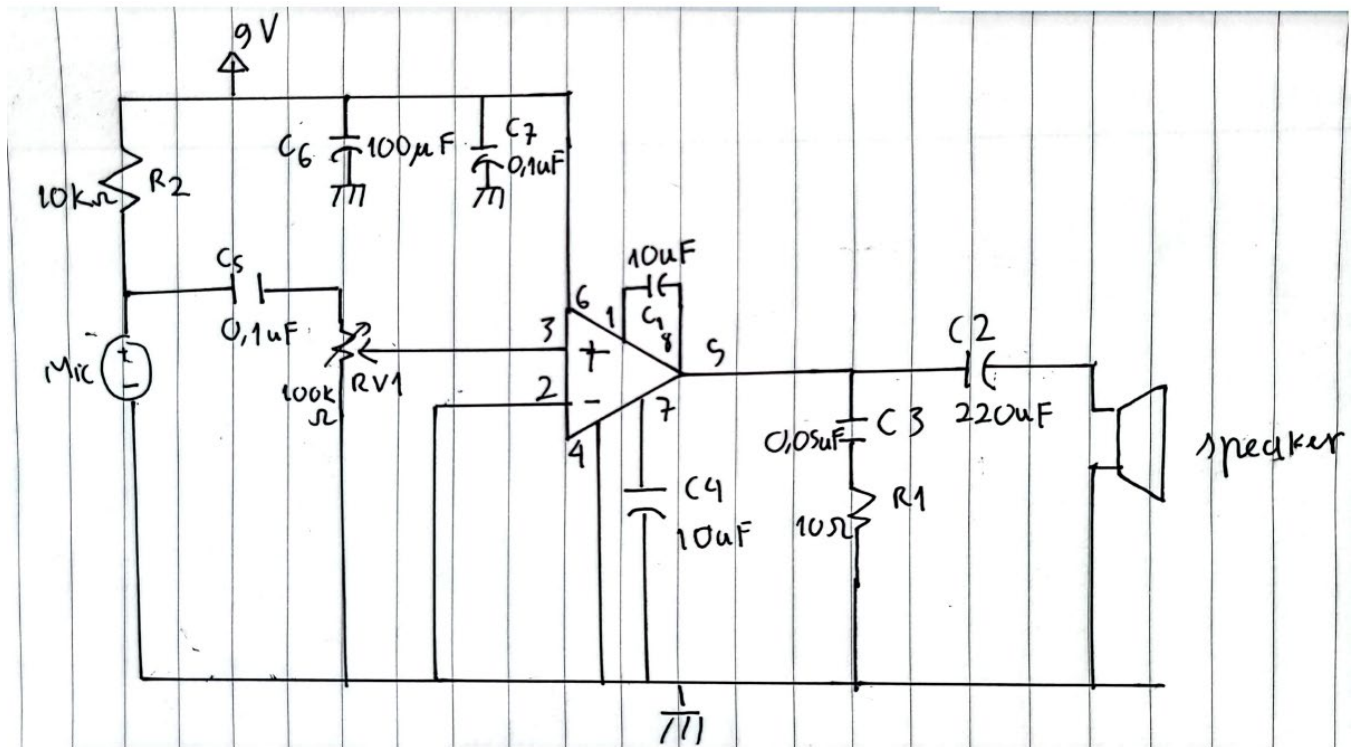 9V
C6
100µF
C7
0,1uF
10kΩ
R2
C5
0,1uF
10uF
C1
6
1
8
3
5
2
7
4
Mic
+
-
100k
Ω
RV1
+
-
C4
10uF
C2
220uF
0,05uF
C3
10Ω
R1
speaker